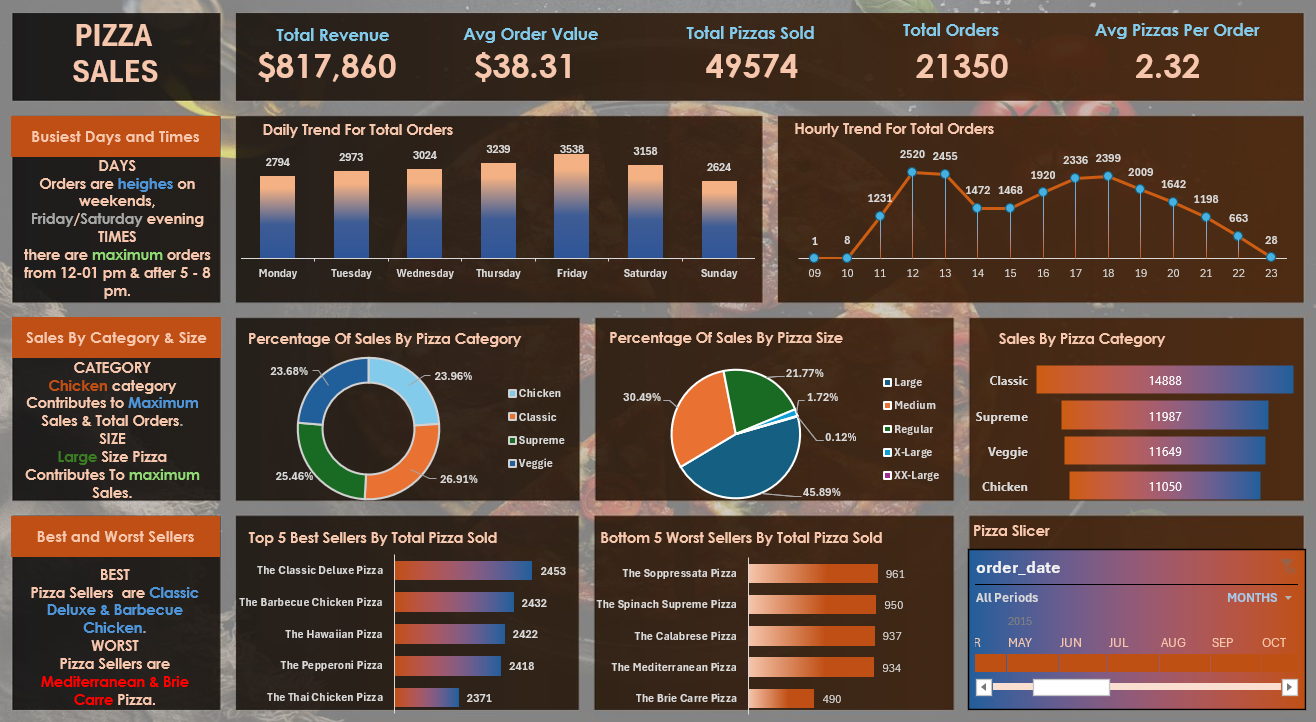 PIZZA
SALES
Total Revenue
$817,860
Avg Order Value
$38.31
Total Pizzas Sold
49574
Total Orders
21350
Avg Pizzas Per Order
2.32
Busiest Days and Times
DAYS
Orders are heighes on
weekends,
Friday/Saturday evening
TIMES
there are maximum orders
from 12-01 pm & after 5 - 8
pm.
Daily Trend For Total Orders
2794 2973 3024 3239 3538 3158 2624
Monday Tuesday Wednesday Thursday Friday Saturday Sunday
Hourly Trend For Total Orders
1 8 1231 2520 2455 1472 1468 1920 2336 2399 2009 1642 1198 663 28
09 10 11 12 13 14 15 16 17 18 19 20 21 22 23
Sales By Category & Size
CATEGORY
Chicken category
Contributes to Maximum
Sales & Total Orders.
SIZE
Large Size Pizza
Contributes To maximum
Sales.
Percentage Of Sales By Pizza Category
23.68%
23.96%
25.46%
26.91%
Chicken
Classic
Supreme
Veggie
Percentage Of Sales By Pizza Size
21.77%
1.72%
30.49%
0.12%
45.89%
Large
Medium
Regular
X-Large
XX-Large
Sales By Pizza Category
Classic 14888
Supreme 11987
Veggie 11649
Chicken 11050
Best and Worst Sellers
BEST
Pizza Sellers are Classic
Deluxe & Barbecue
Chicken.
WORST
Pizza Sellers are
Mediterranean & Brie
Carre Pizza.
Top 5 Best Sellers By Total Pizza Sold
The Classic Deluxe Pizza 2453
The Barbecue Chicken Pizza 2432
The Hawaiian Pizza 2422
The Pepperoni Pizza 2418
The Thai Chicken Pizza 2371
Bottom 5 Worst Sellers By Total Pizza Sold
The Soppressata Pizza 961
The Spinach Supreme Pizza 950
The Calabrese Pizza 937
The Mediterranean Pizza 934
The Brie Carre Pizza 490
Pizza Slicer
order_date
All Periods MONTHS
2015
R MAY JUN JUL AUG SEP OCT